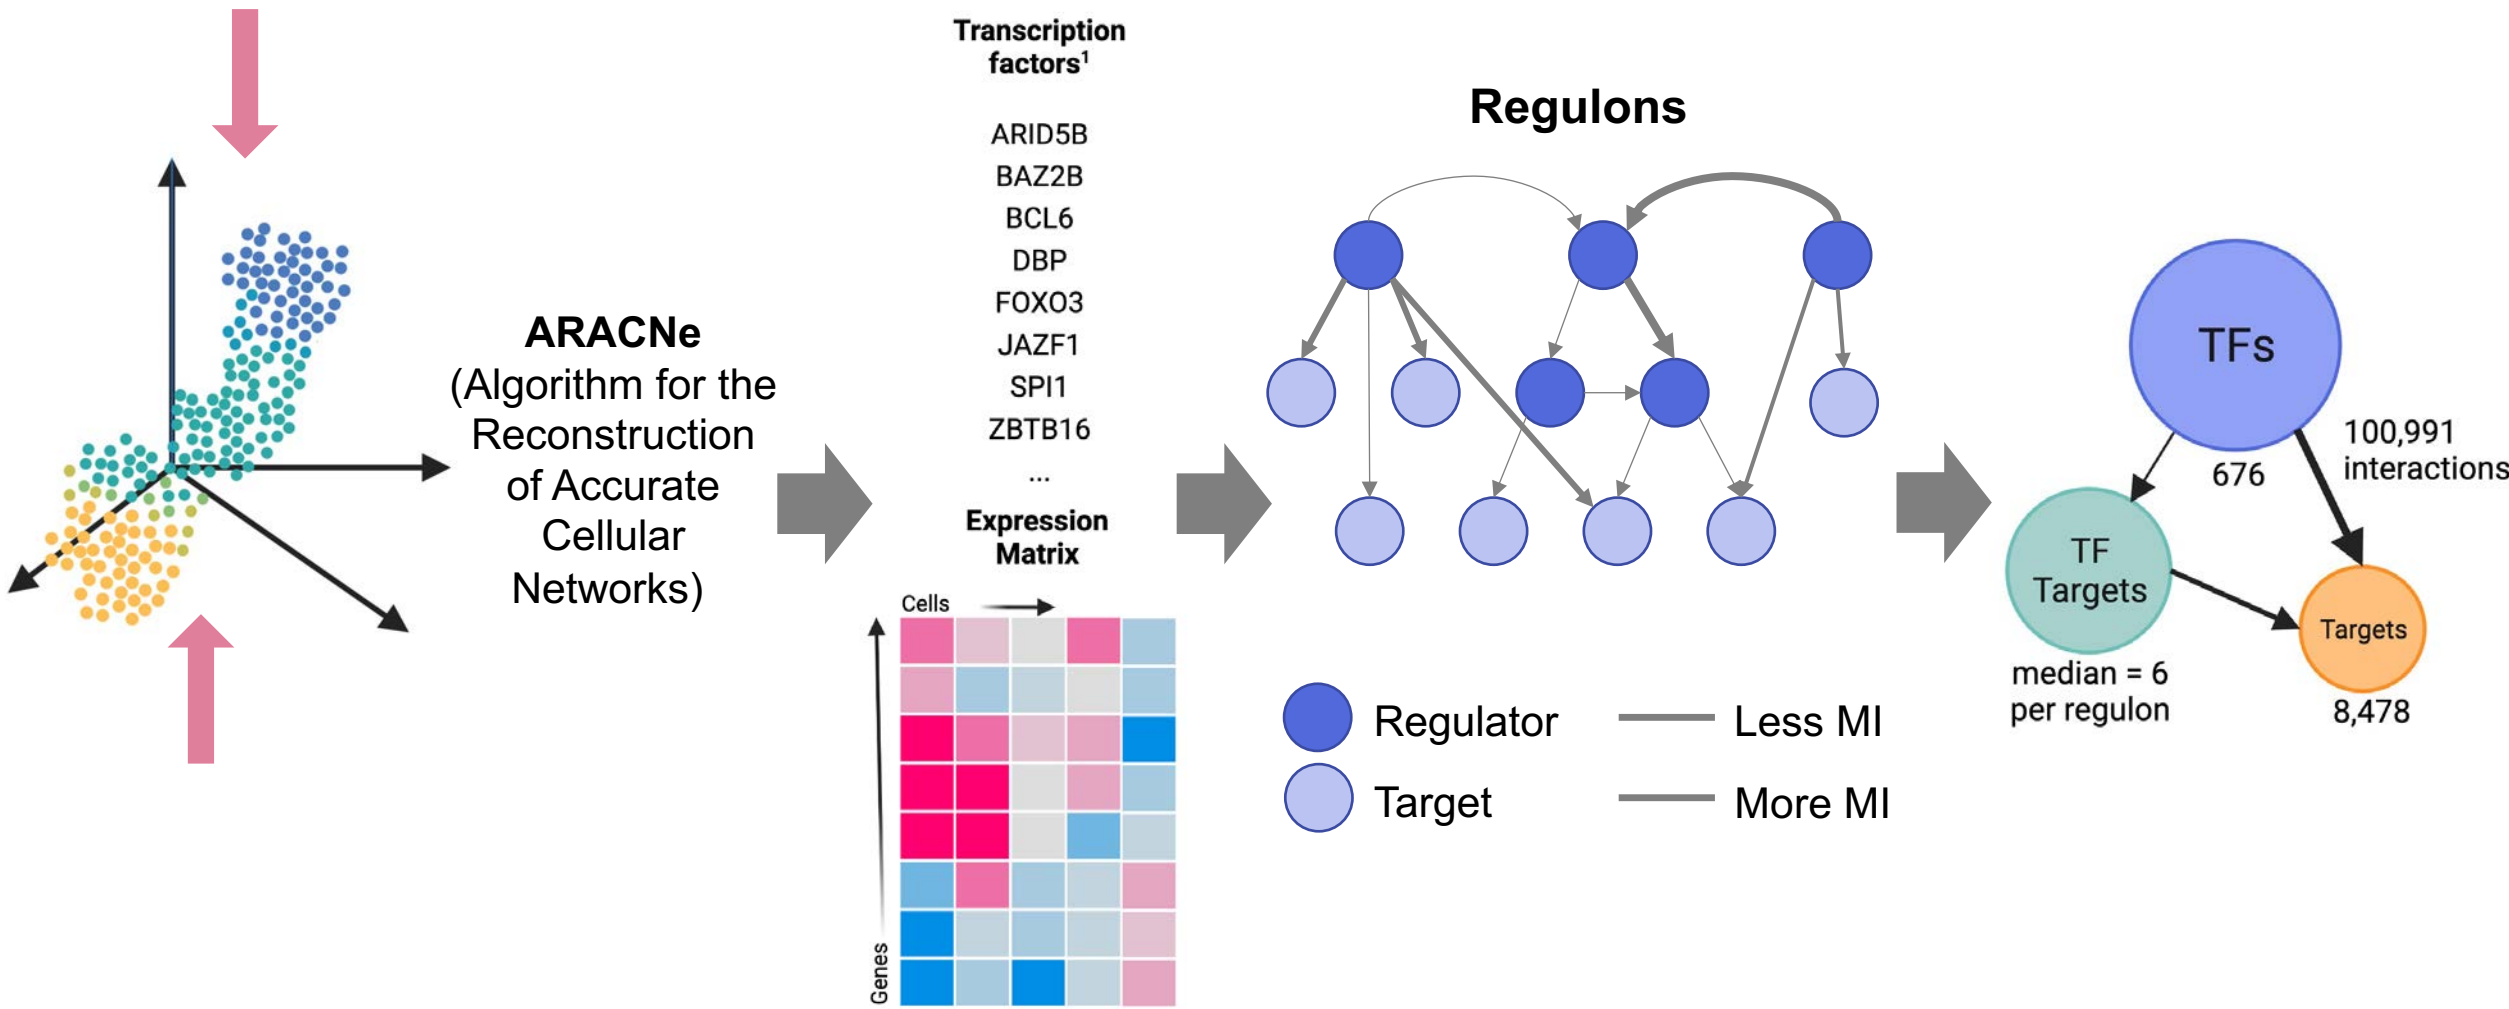 ARACNe
(Algorithm for the
Reconstruction
of Accurate
Cellular
Networks)
Transcription
factors¹
ARID5B
BAZ2B
BCL6
DBP
FOXO3
JAZF1
SPI1
ZBTB16
...
Expression
Matrix
Cells
Genes
Regulons
Regulator
Less MI
Target
More MI
TFs
676
100,991
interactions
TF
Targets
median = 6
per regulon
Targets
8,478